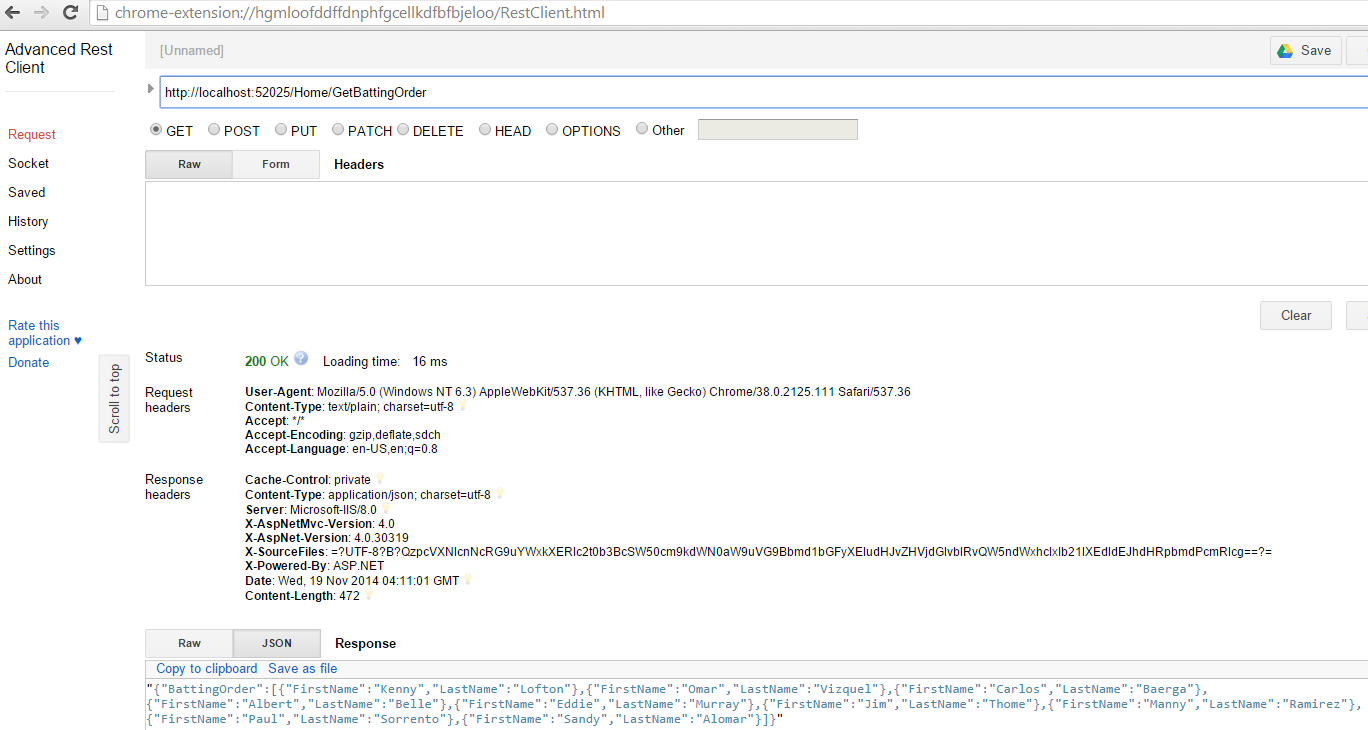 chrome-extension://hgmloofddffdnphfgcellkdfbfbjeloo/RestClient.html
Advanced Rest
Client
[Unnamed]
Save
http://localhost:52025/Home/GetBattingOrder
GET POST PUT PATCH DELETE HEAD OPTIONS Other
Raw Form Headers
Request
Socket
Saved
History
Settings
About
Rate this
application ♥
Donate
Scroll to top
Clear
Status 200 OK Loading time: 16 ms
Request
headers
User-Agent: Mozilla/5.0 (Windows NT 6.3) AppleWebKit/537.36 (KHTML, like Gecko) Chrome/38.0.2125.111 Safari/537.36
Content-Type: text/plain; charset=utf-8
Accept: */*
Accept-Encoding: gzip,deflate,sdch
Accept-Language: en-US,en;q=0.8
Response
headers
Cache-Control: private
Content-Type: application/json; charset=utf-8
Server: Microsoft-IIS/8.0
X-AspNetMvc-Version: 4.0
X-AspNet-Version: 4.0.30319
X-SourceFiles:
X-Powered-By: ASP.NET
Date: Wed, 19 Nov 2014 04:11:01 GMT
Content-Length: 472
Raw JSON Response
Copy to clipboard Save as file
"{"BattingOrder":[{"FirstName":"Kenny","LastName":"Lofton"},{"FirstName":"Omar","LastName":"Vizquel"},{"FirstName":"Carlos","LastName":"Baerga"},
{"FirstName":"Albert","LastName":"Belle"},{"FirstName":"Eddie","LastName":"Murray"},{"FirstName":"Jim","LastName":"Thome"},{"FirstName":"Manny","LastName":"Ramirez"},
{"FirstName":"Paul","LastName":"Sorrento"},{"FirstName":"Sandy","LastName":"Alomar"}]}"